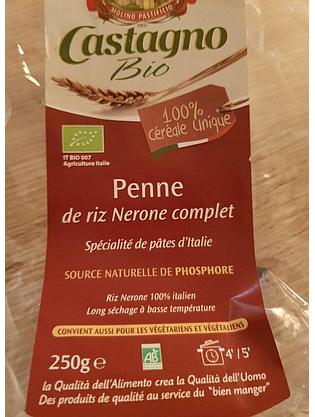 MOLINO PASTIFICIO
Castagno
Bio
100%
céréale unique
IT BIO 007
Agriculture Italie
Penne
de riz Nerone complet
Spécialité de pâtes d'Italie
SOURCE NATURELLE DE PHOSPHORE
Riz Nerone 100% italien
Long séchage à basse température
CONVIENT AUSSI POUR LES VÉGÉTARIENS ET VÉGÉTALIENS
250g e
AB
4'/5'
la Qualità dell'Alimento crea la Qualità dell'Uomo
Des produits de qualité au service du "bien manger"